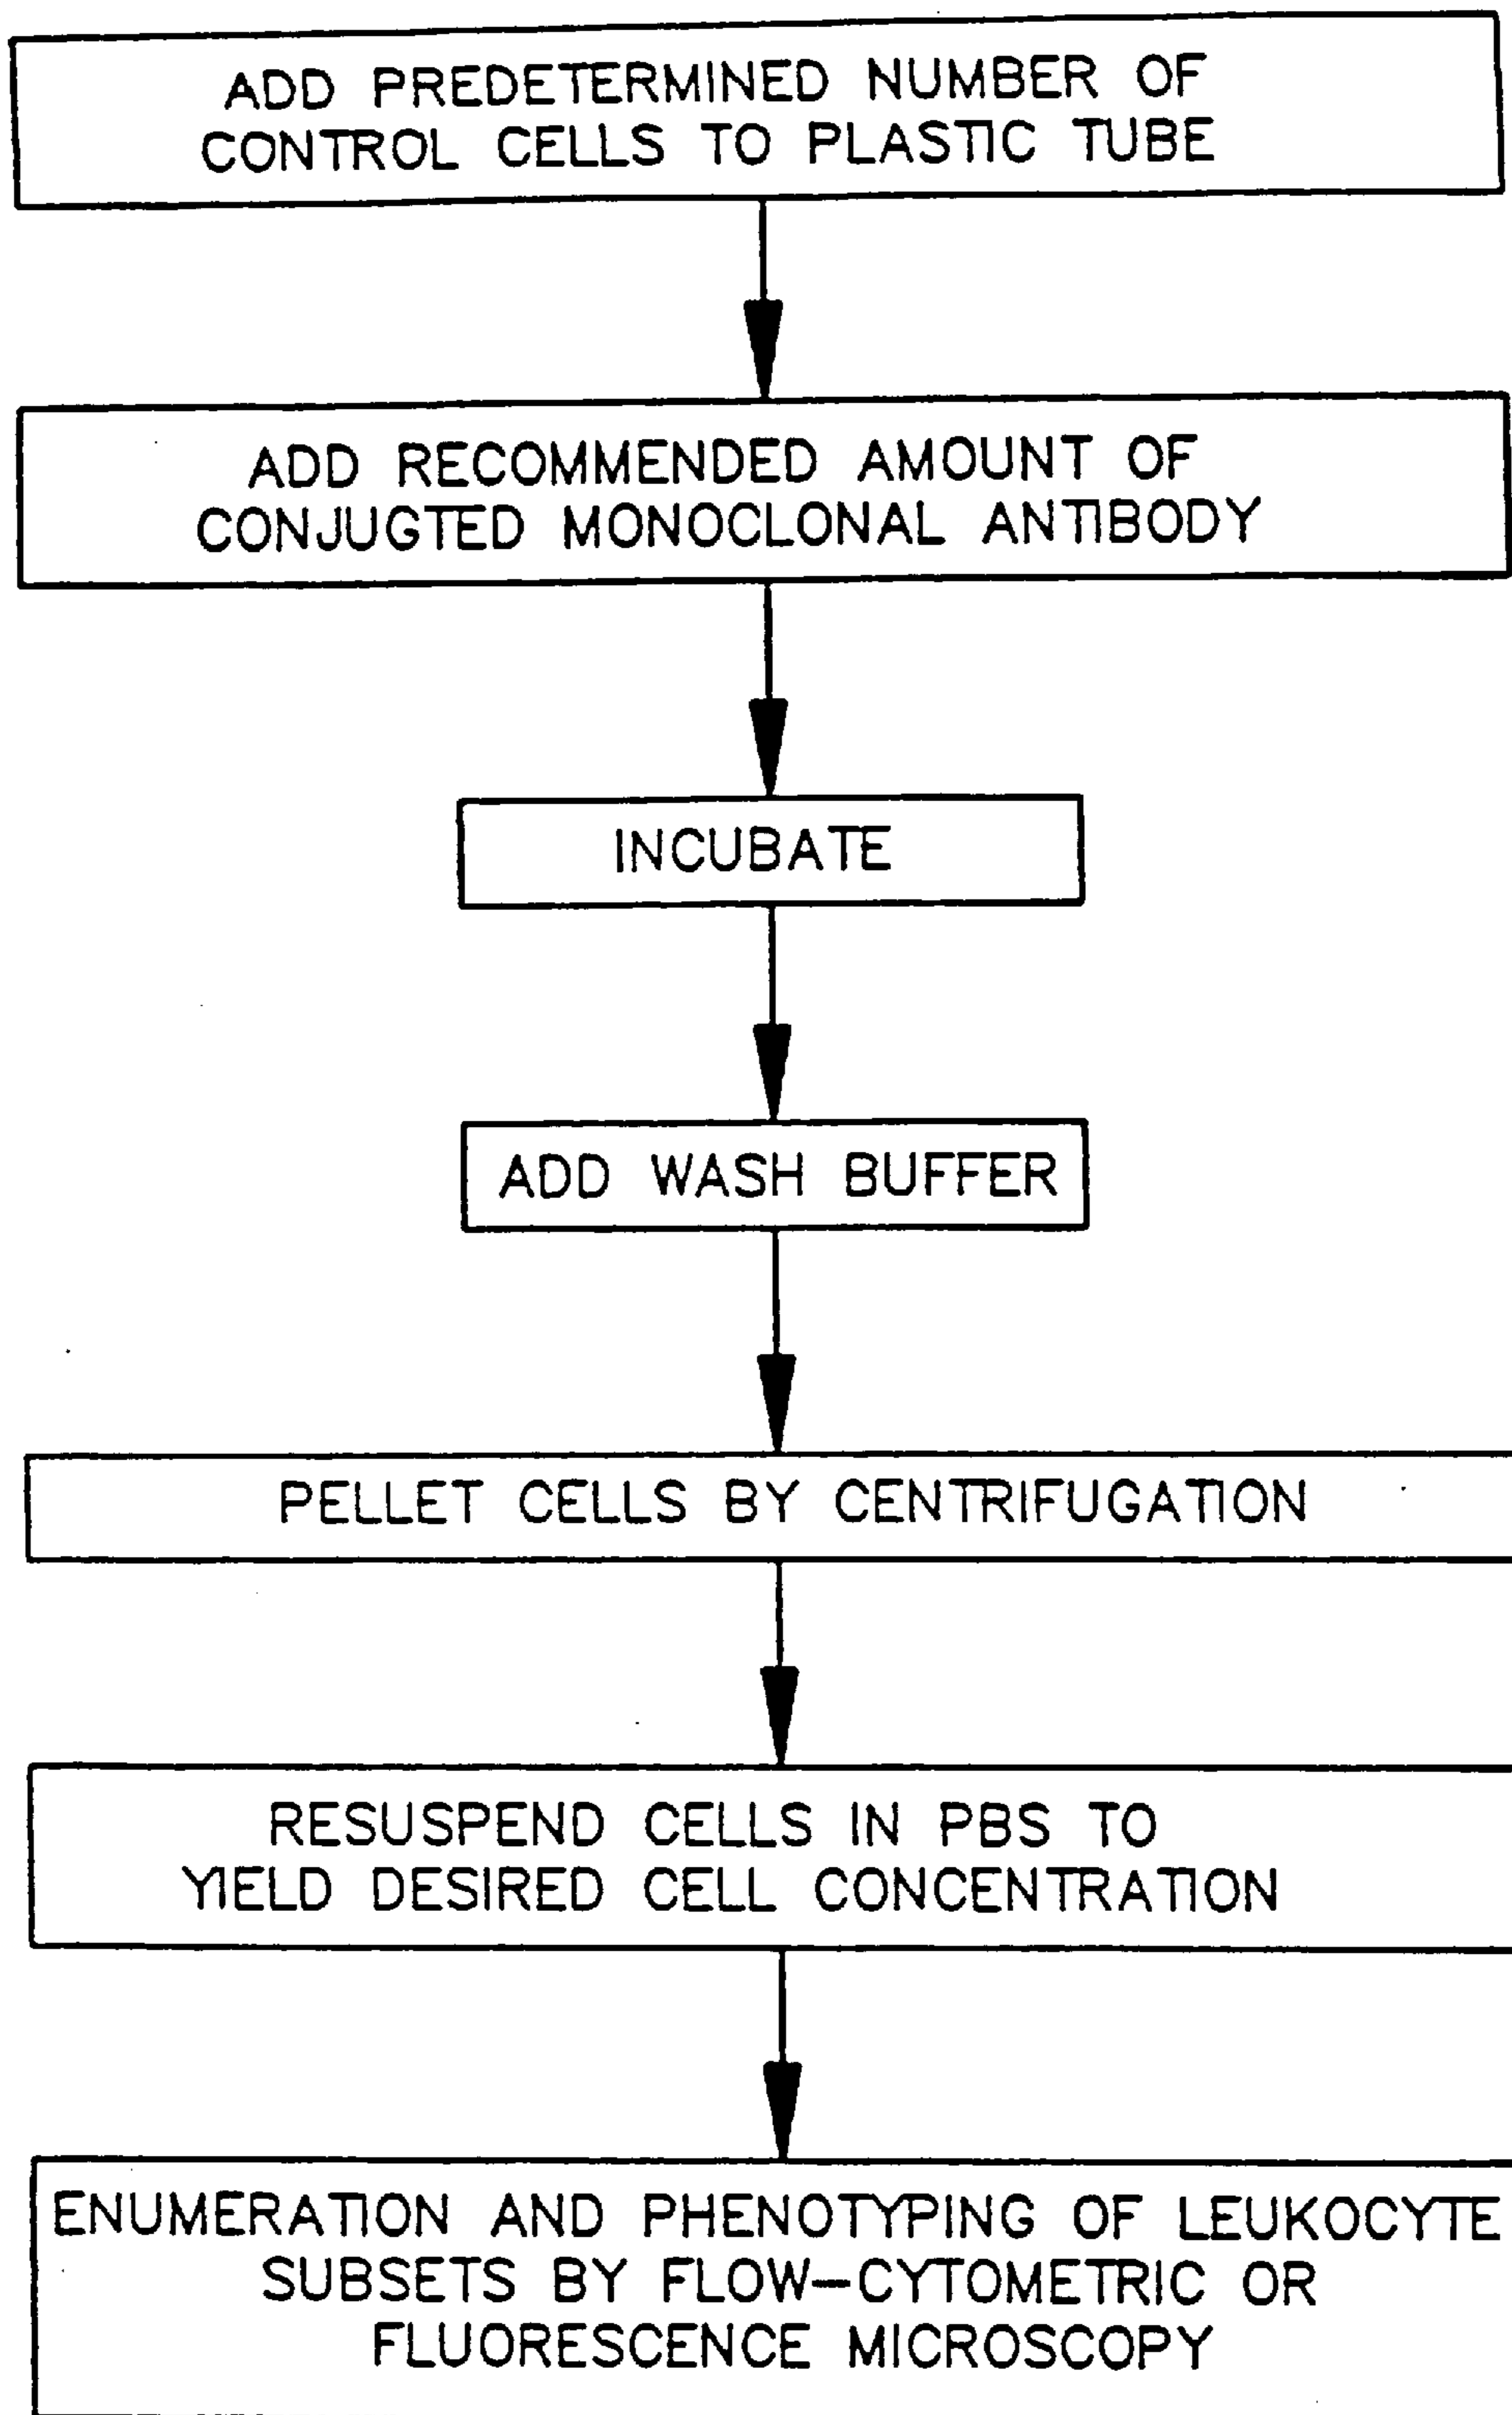 ADD PREDETERMINED NUMBER OF
CONTROL CELLS TO PLASTIC TUBE
ADD RECOMMENDED AMOUNT OF
CONJUGTED MONOCLONAL ANTIBODY
INCUBATE
ADD WASH BUFFER
PELLET CELLS BY CENTRIFUGATION
RESUSPEND CELLS IN PBS TO
YIELD DESIRED CELL CONCENTRATION
ENUMERATION AND PHENOTYPING OF LEUKOCYTE
SUBSETS BY FLOW-CYTOMETRIC OR
FLUORESCENCE MICROSCOPY